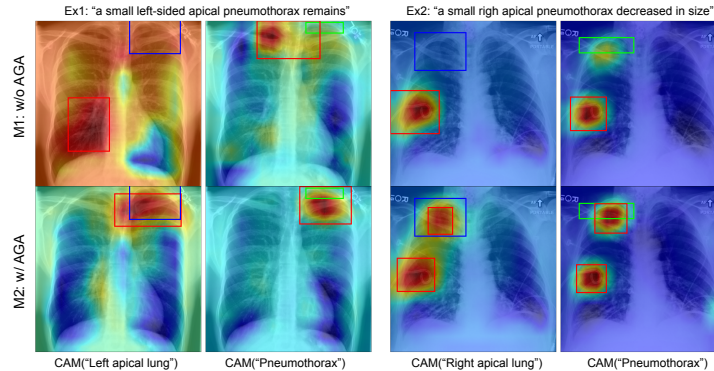 Ex1: “a small left-sided apical pneumothorax remains”
Ex2: “a small righ apical pneumothorax decreased in size”
M1: w/o AGA
M2: w/ AGA
CAM(“Left apical lung”)
CAM(“Pneumothorax”)
CAM(“Right apical lung”)
CAM(“Pneumothorax”)